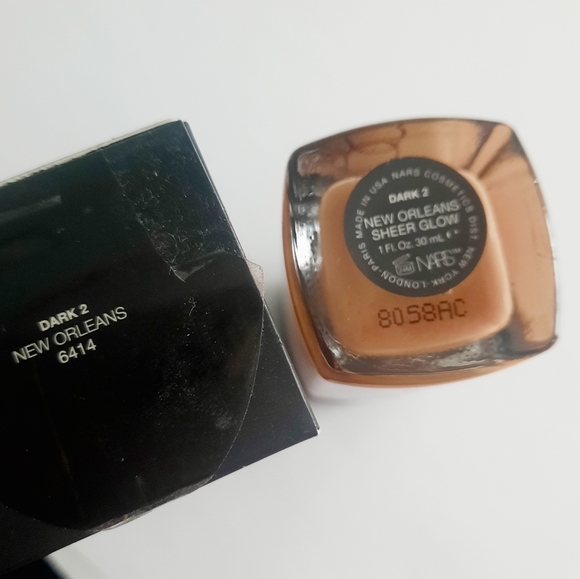 DARK 2
NEW ORLEANS
6414
MADE IN USA NARS COSMETICS DIST. NEW YORK·LONDON·PARIS
DARK 2
NEW ORLEANS
SHEER GLOW
1 Fl. Oz. 30 mL ℮
NARS
8058AC